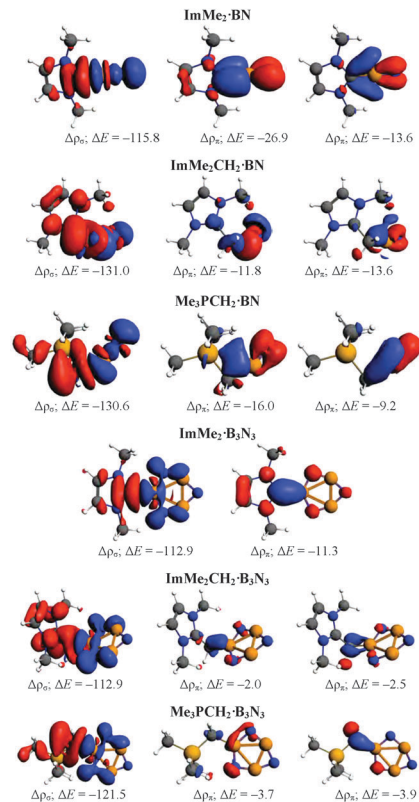 ImMe₂·BN
Δρσ; ΔE = −115.8 Δρπ; ΔE = −26.9 Δρπ; ΔE = −13.6
ImMe₂CH₂·BN
Δρσ; ΔE = −131.0 Δρπ; ΔE = −11.8 Δρπ; ΔE = −13.6
Me₃PCH₂·BN
Δρσ; ΔE = −130.6 Δρπ; ΔE = −16.0 Δρπ; ΔE = −9.2
ImMe₂·B₃N₃
Δρσ; ΔE = −112.9 Δρπ; ΔE = −11.3
ImMe₂CH₂·B₃N₃
Δρσ; ΔE = −112.9 Δρπ; ΔE = −2.0 Δρπ; ΔE = −2.5
Me₃PCH₂·B₃N₃
Δρσ; ΔE = −121.5 Δρπ; ΔE = −3.7 Δρπ; ΔE = −3.9